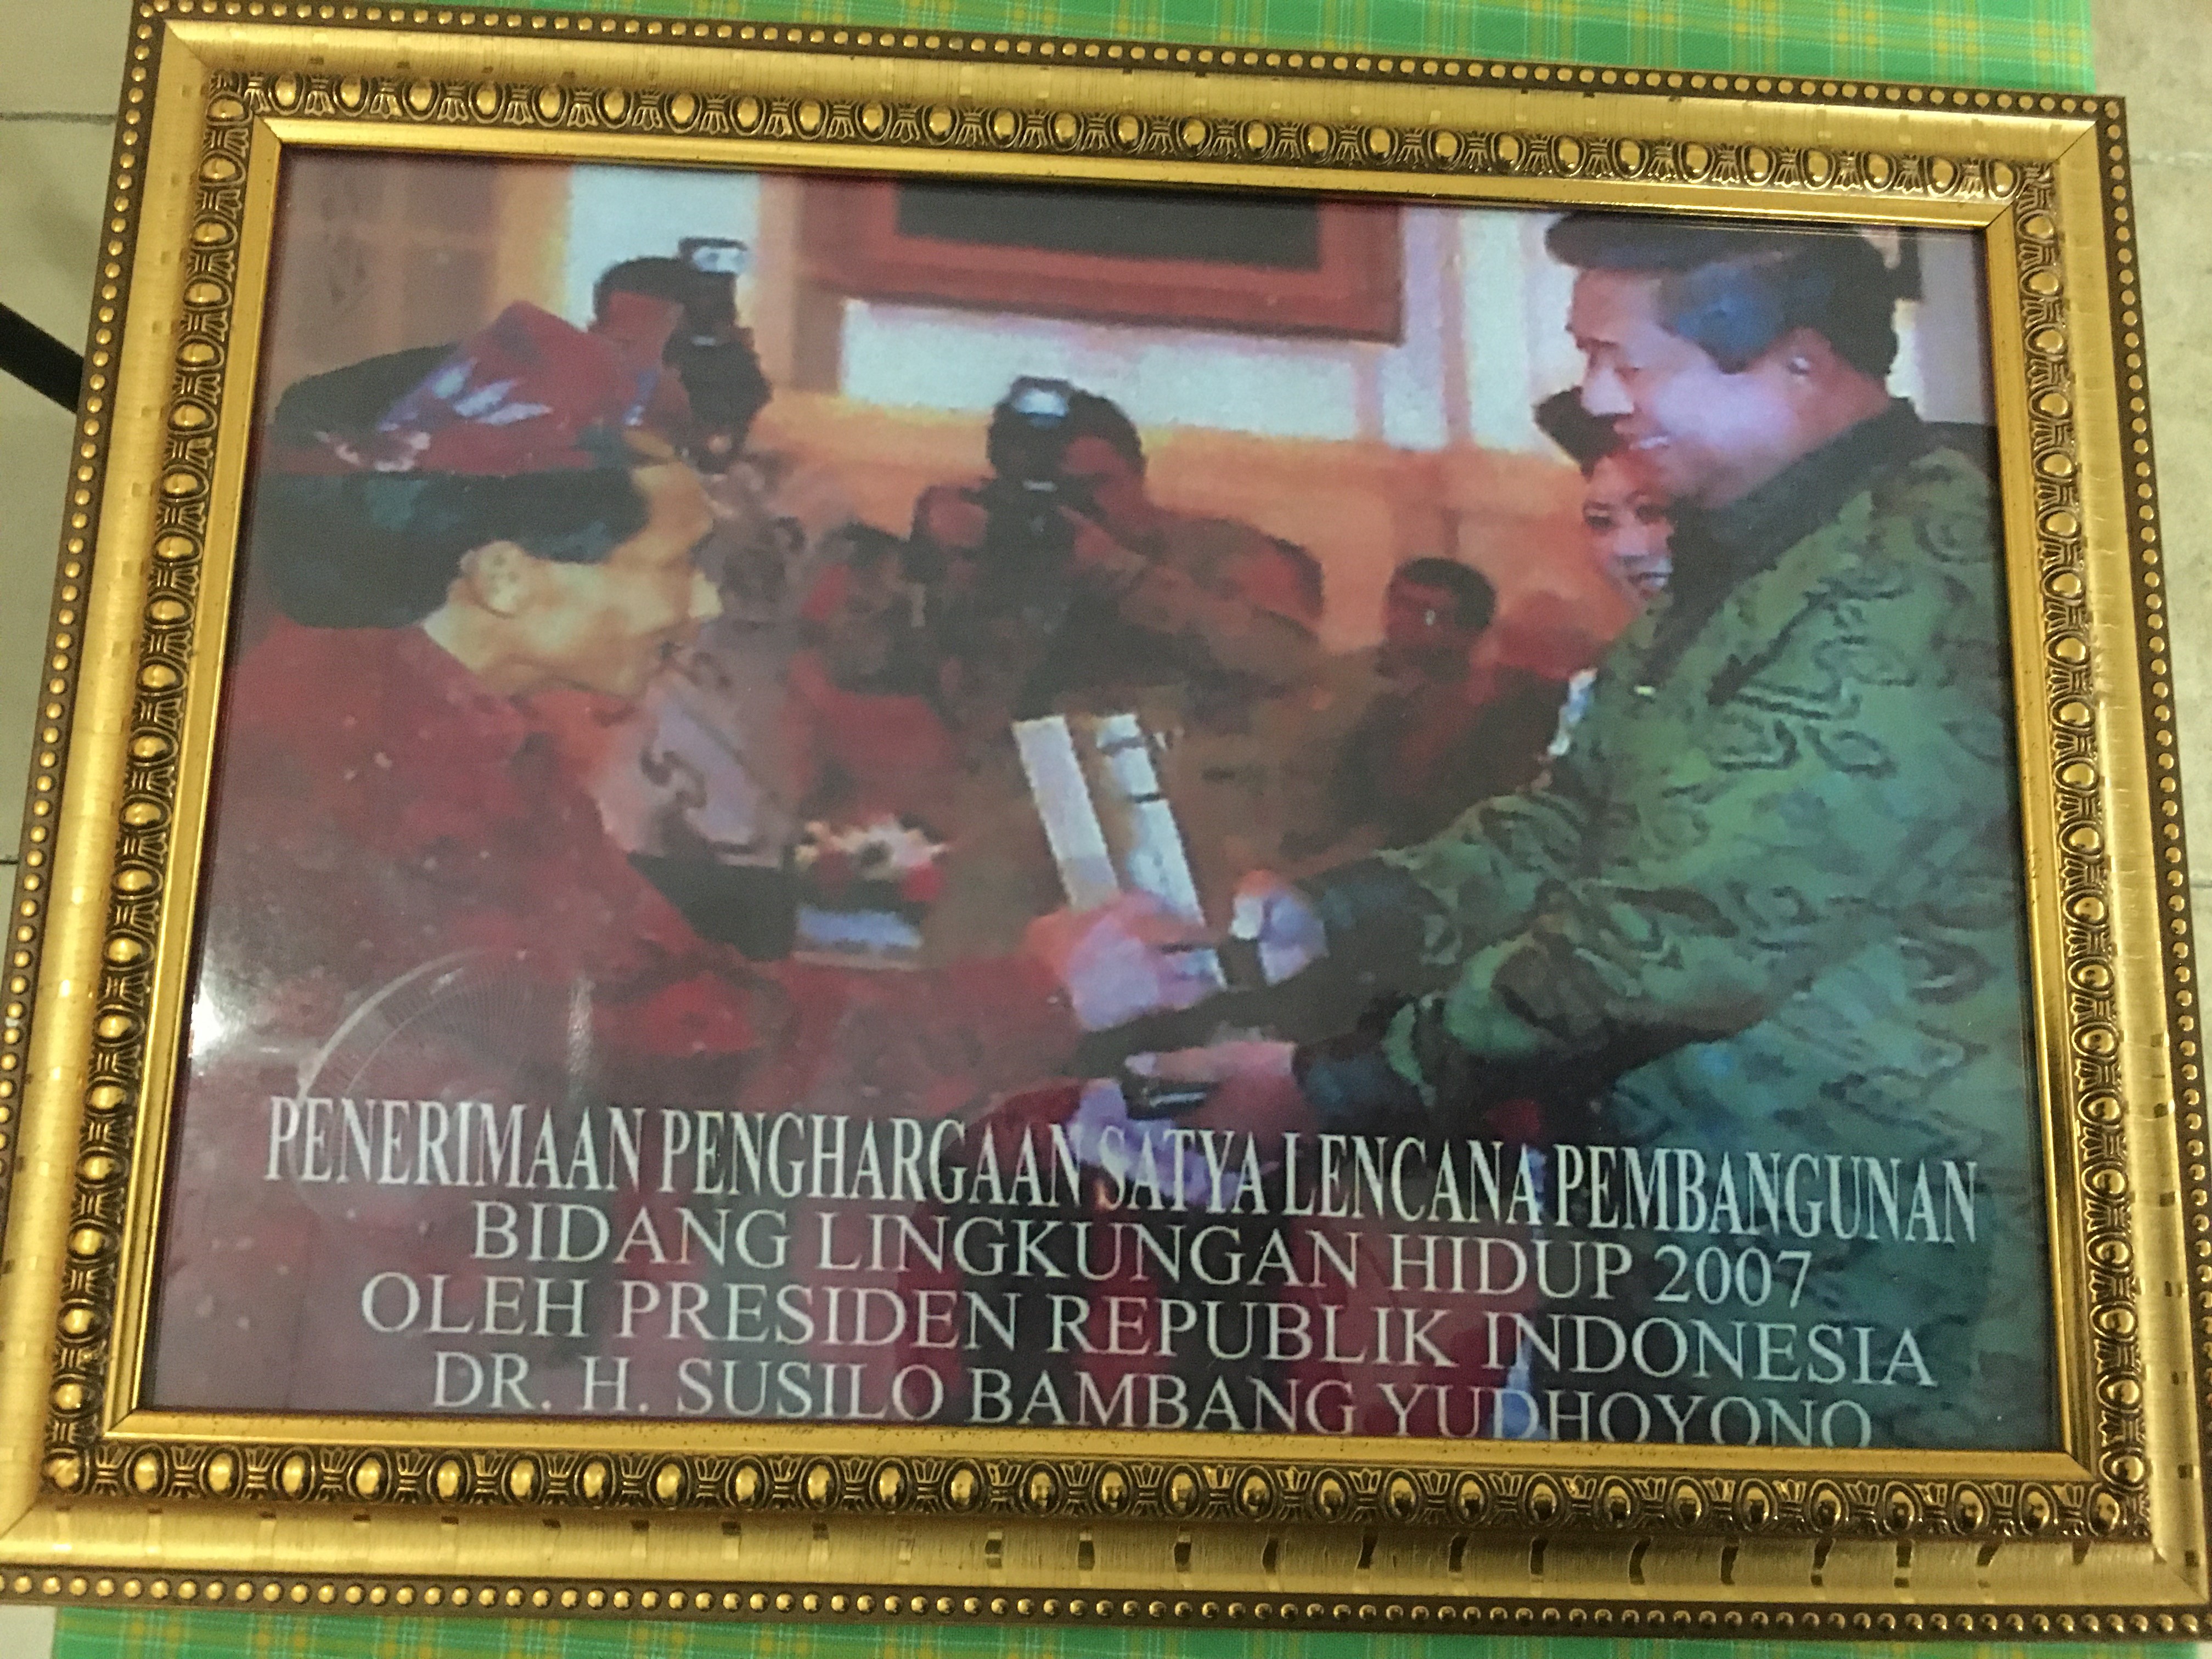 PENERIMAAN PENGHARGAAN SATYA LENCANA PEMBANGUNAN
BIDANG LINGKUNGAN HIDUP 2007
OLEH PRESIDEN REPUBLIK INDONESIA
DR. H. SUSILO BAMBANG YUDHOYONO